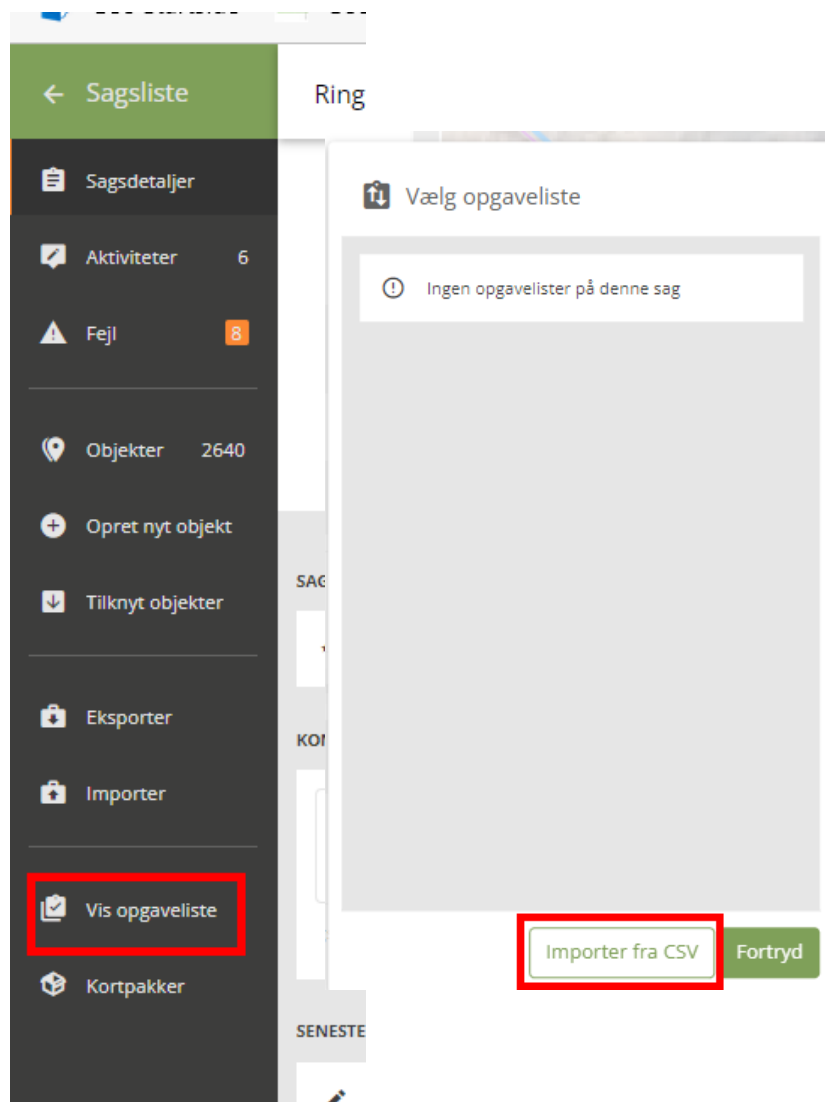 Sagsliste
Ring
Sagsdetaljer
Aktiviteter 6
Fejl 8
Objekter 2640
Opret nyt objekt
Tilknyt objekter
Eksporter
Importer
Vis opgaveliste
Kortpakker
SAG
KON
SENESTE
Vælg opgaveliste
Ingen opgavelister på denne sag
Importer fra CSV
Fortryd